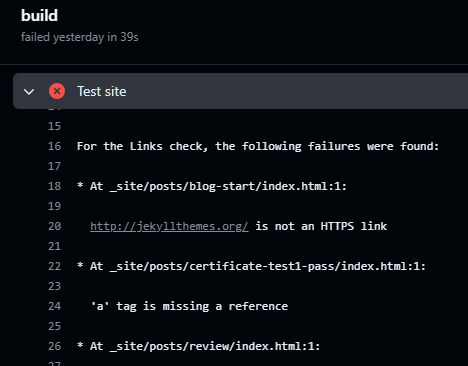 build
failed yesterday in 39s
Test site
15
16 For the Links check, the following failures were found:
17
18 * At _site/posts/blog-start/index.html:1:
19
20 http://jekyllthemes.org/ is not an HTTPS link
21
22 * At _site/posts/certificate-test1-pass/index.html:1:
23
24 'a' tag is missing a reference
25
26 * At _site/posts/review/index.html:1: